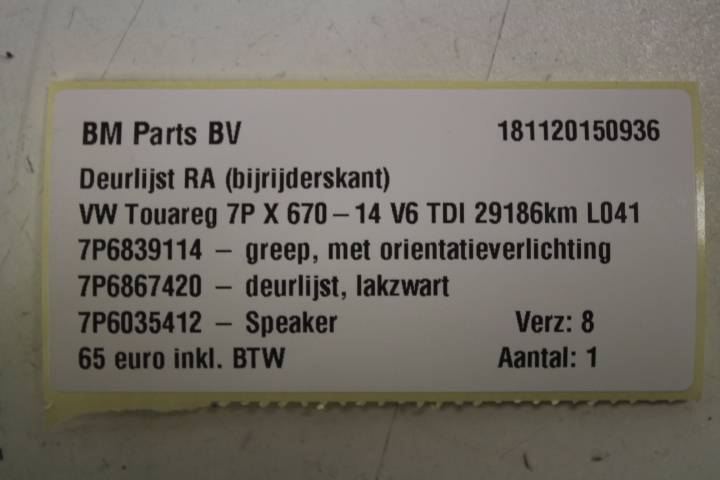 BM Parts BV 181120150936
Deurlijst RA (bijrijderskant)
VW Touareg 7P X 670 – 14 V6 TDI 29186km L041
7P6839114 – greep, met orientatieverlichting
7P6867420 – deurlijst, lakzwart
7P6035412 – Speaker Verz: 8
65 euro inkl. BTW Aantal: 1